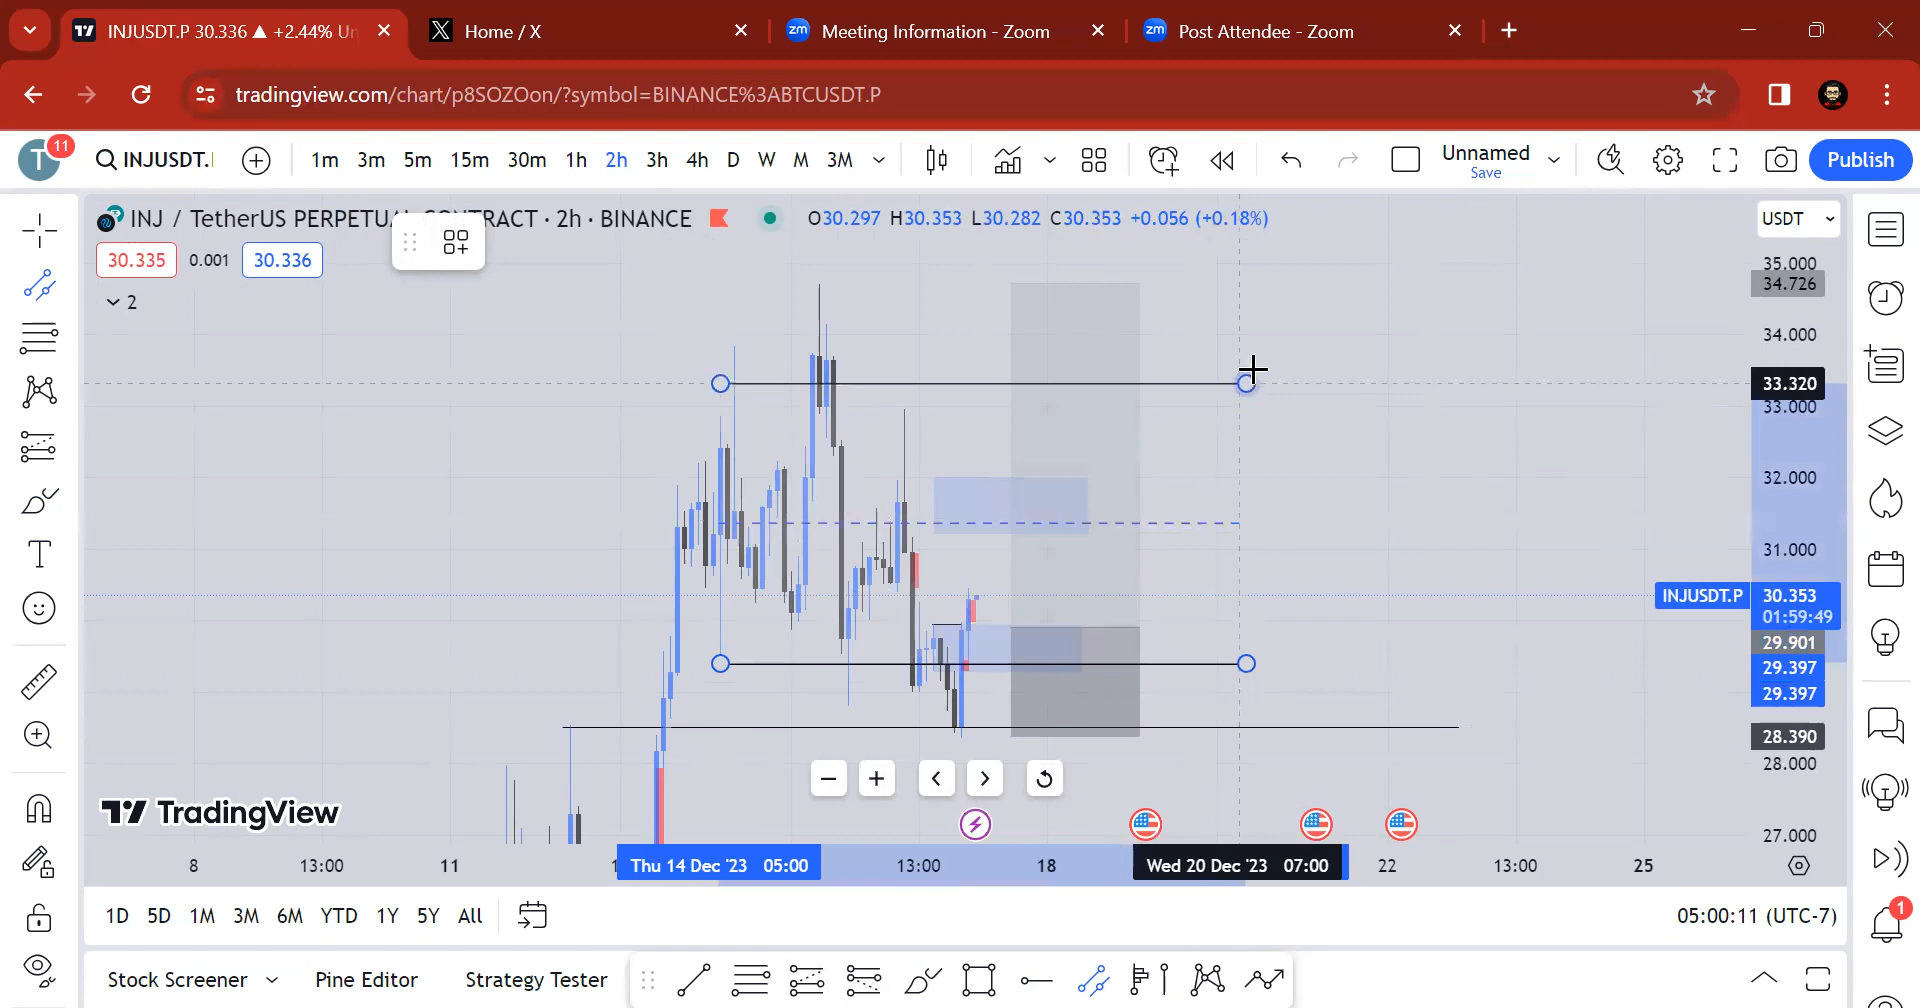 INJUSDT.P 30.336 ▲ +2.44% Un
Home / X
zm Meeting Information - Zoom
zm Post Attendee - Zoom
tradingview.com/chart/p8SOZOon/?symbol=BINANCE%3ABTCUSDT.P
T 11 INJUSDT. 1m 3m 5m 15m 30m 1h 2h 3h 4h D W M 3M Unnamed Save Publish
INJ / TetherUS PERPETUAL CONTRACT · 2h · BINANCE O30.297 H30.353 L30.282 C30.353 +0.056 (+0.18%) USDT
30.335 0.001 30.336
2
35.000
34.726
34.000
33.320
33.000
32.000
31.000
INJUSDT.P 30.353
01:59:49
29.901
29.397
29.397
28.390
28.000
27.000
TradingView
8 13:00 11 1 Thu 14 Dec '23 05:00 13:00 18 Wed 20 Dec '23 07:00 22 13:00 25
1D 5D 1M 3M 6M YTD 1Y 5Y All 05:00:11 (UTC-7)
1
Stock Screener Pine Editor Strategy Tester